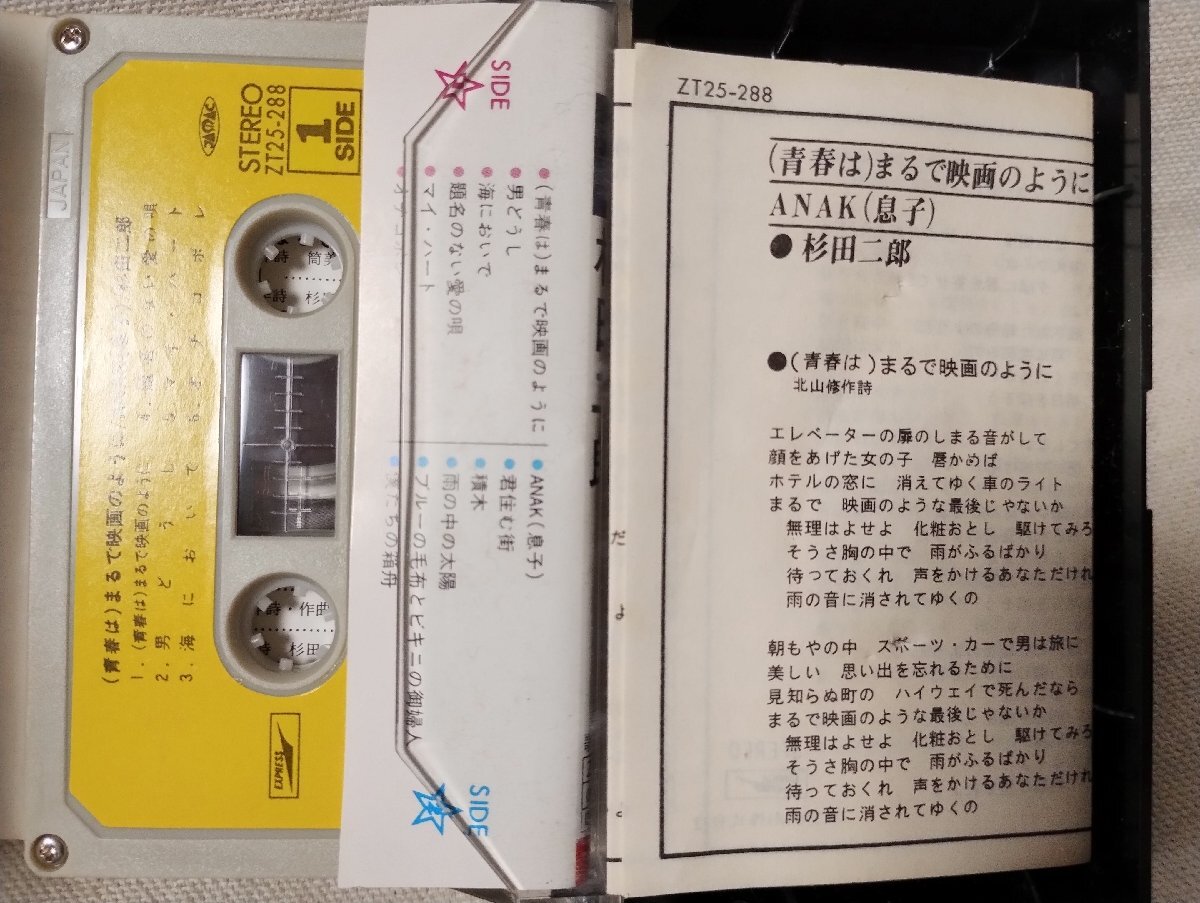 JAPAN
STEREO
ZT25-288
1
SIDE
(青春は)まるで映画のように
1.(青春は)まるで映画のように
2.男どうし
3.海において
EXPRESS
SIDE
(青春は)まるで映画のように
男どうし
海において
題名のない愛の唄
マイ・ハート
SIDE
ANAK(息子)
君住む街
積木
雨の中の太陽
ブルーの毛布とビキニの御婦人
僕たちの箱舟
詩・作曲
杉田
ZT25-288
(青春は)まるで映画のように
ANAK(息子)
●杉田二郎
●(青春は)まるで映画のように
北山修作詩
エレベーターの扉のしまる音がして
顔をあげた女の子 唇かめば
ホテルの窓に 消えてゆく車のライト
まるで 映画のような最後じゃないか
無理はよせよ 化粧おとし 駆けてみろ
そうさ胸の中で 雨がふるばかり
待っておくれ 声をかけるあなただけれ
雨の音に消されてゆくの
朝もやの中 スポーツ・カーで男は旅に
美しい 思い出を忘れるために
見知らぬ町の ハイウェイで死んだなら
まるで映画のような最後じゃないか
無理はよせよ 化粧おとし 駆けてみろ
そうさ胸の中で 雨がふるばかり
待っておくれ 声をかけるあなただけれ
雨の音に消されてゆくの